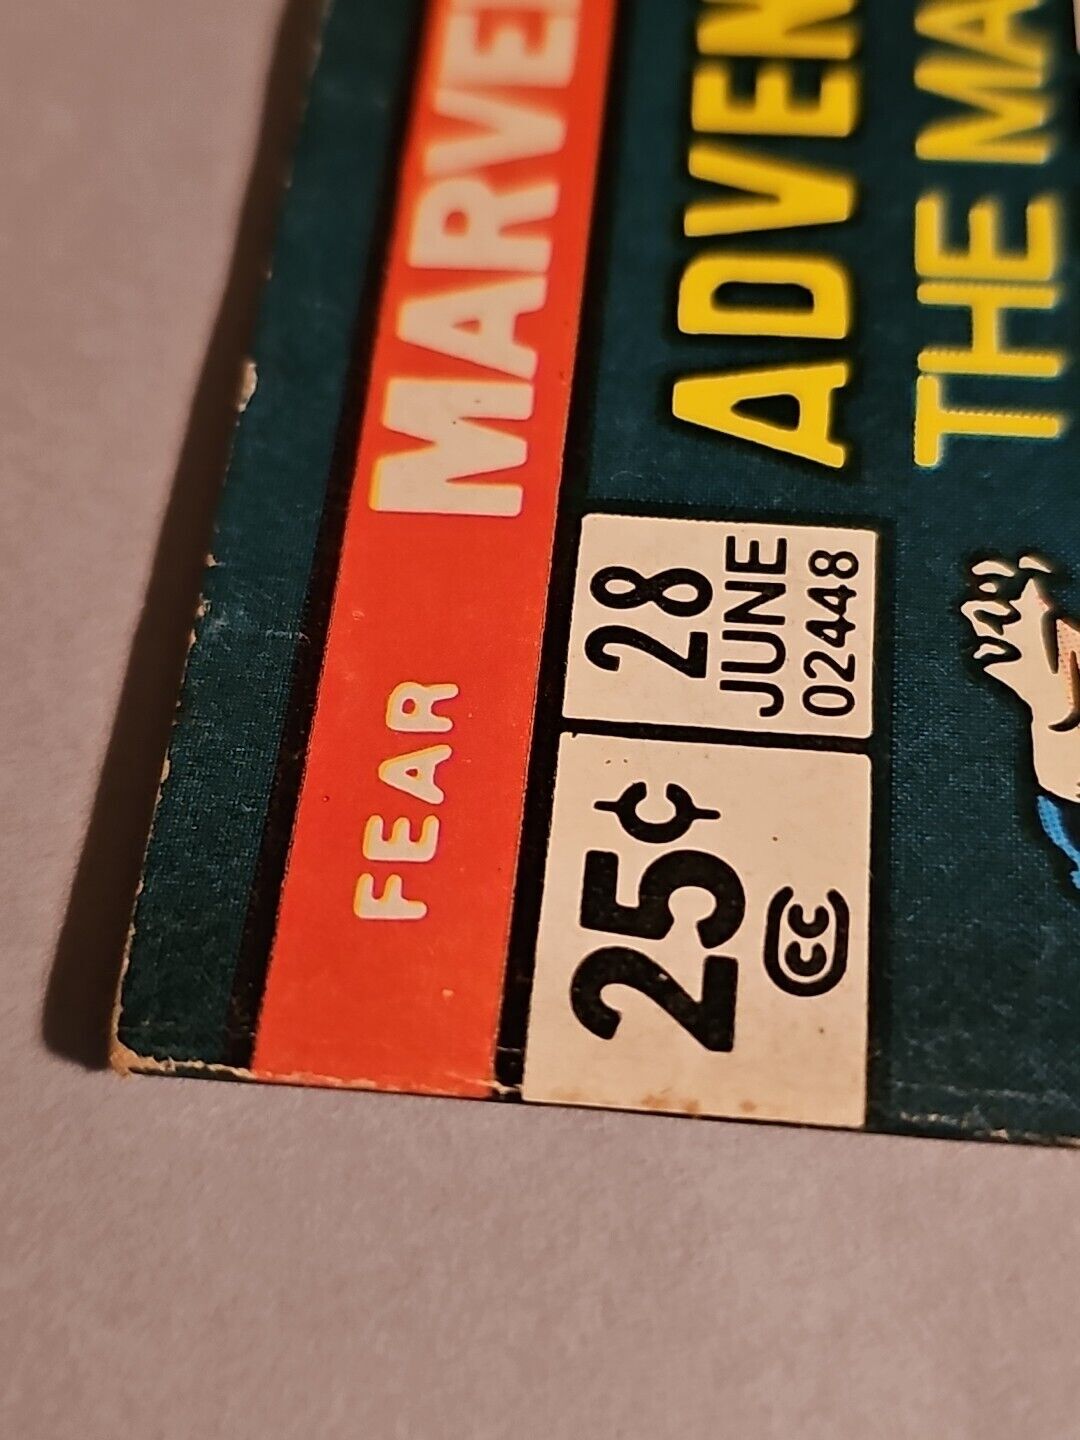 MARVE
FEAR
25¢
28
JUNE
02448
CC
ADVEN
THE MA